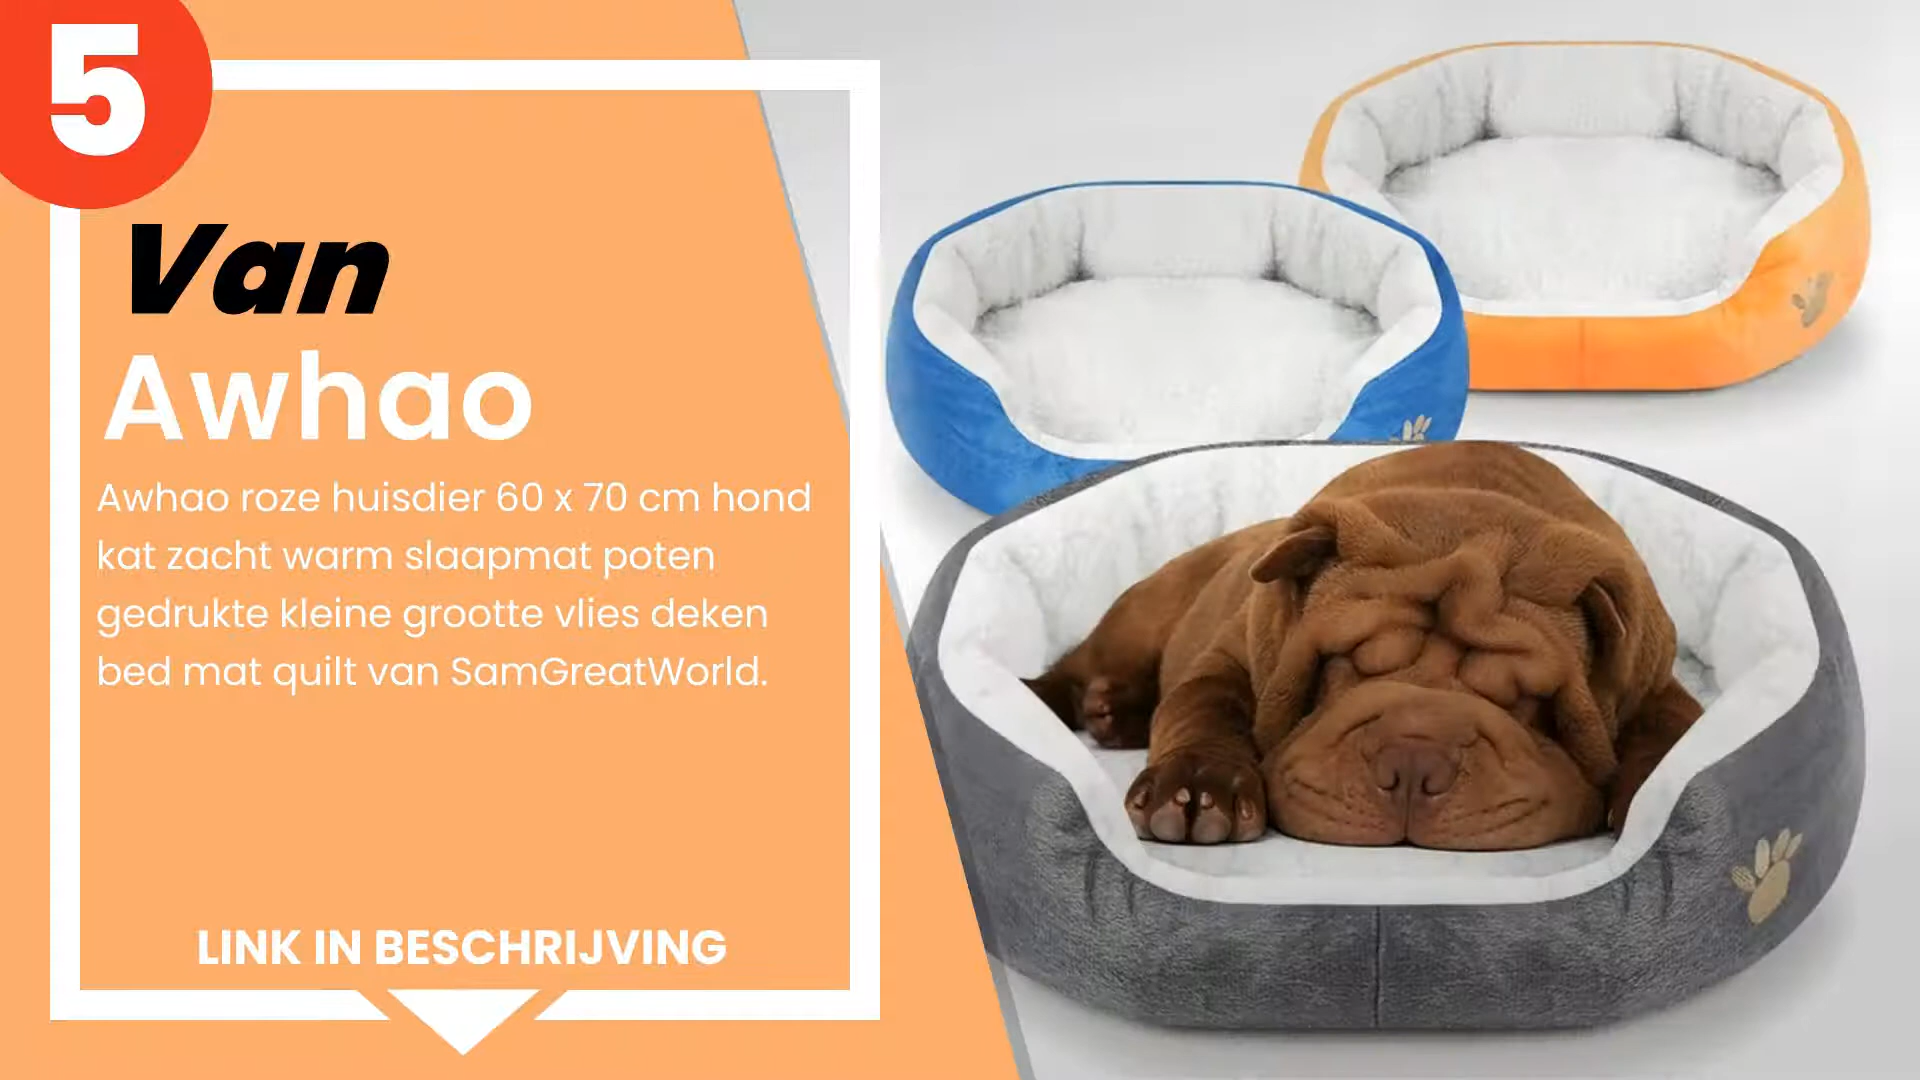 5
Van
Awhao
Awhao roze huisdier 60 x 70 cm hond
kat zacht warm slaapmat poten
gedrukte kleine grootte vlies deken
bed mat quilt van SamGreatWorld.
LINK IN BESCHRIJVING